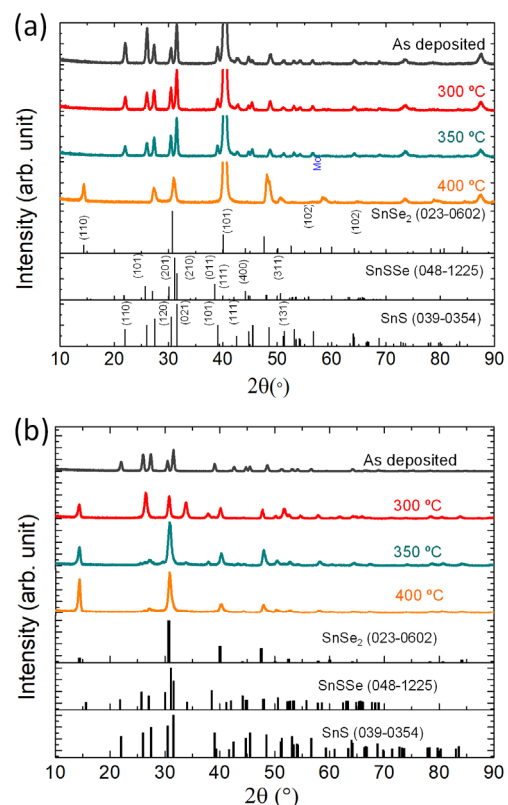 (a)
As deposited
300 ºC
350 ºC
Mo
400 ºC
(110)
(101)
(102)
(102)
SnSe₂ (023-0602)
(101)
(201)
(210)
(011)
(111)
(400)
(311)
SnSSe (048-1225)
(110)
(120)
(021)
(101)
(111)
(131)
SnS (039-0354)
10 20 30 40 50 60 70 80 90
2θ(°)
Intensity (arb. unit)
(b)
As deposited
300 ºC
350 ºC
400 ºC
SnSe₂ (023-0602)
SnSSe (048-1225)
SnS (039-0354)
10 20 30 40 50 60 70 80 90
2θ (°)
Intensity (arb. unit)